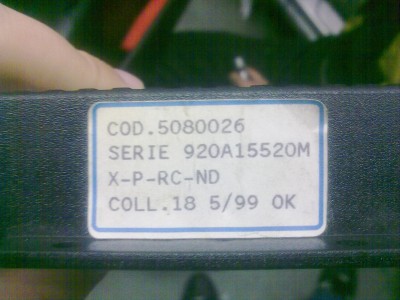 COD.5080026
SERIE 920A15520M
X-P-RC-ND
COLL.18 5/99 OK